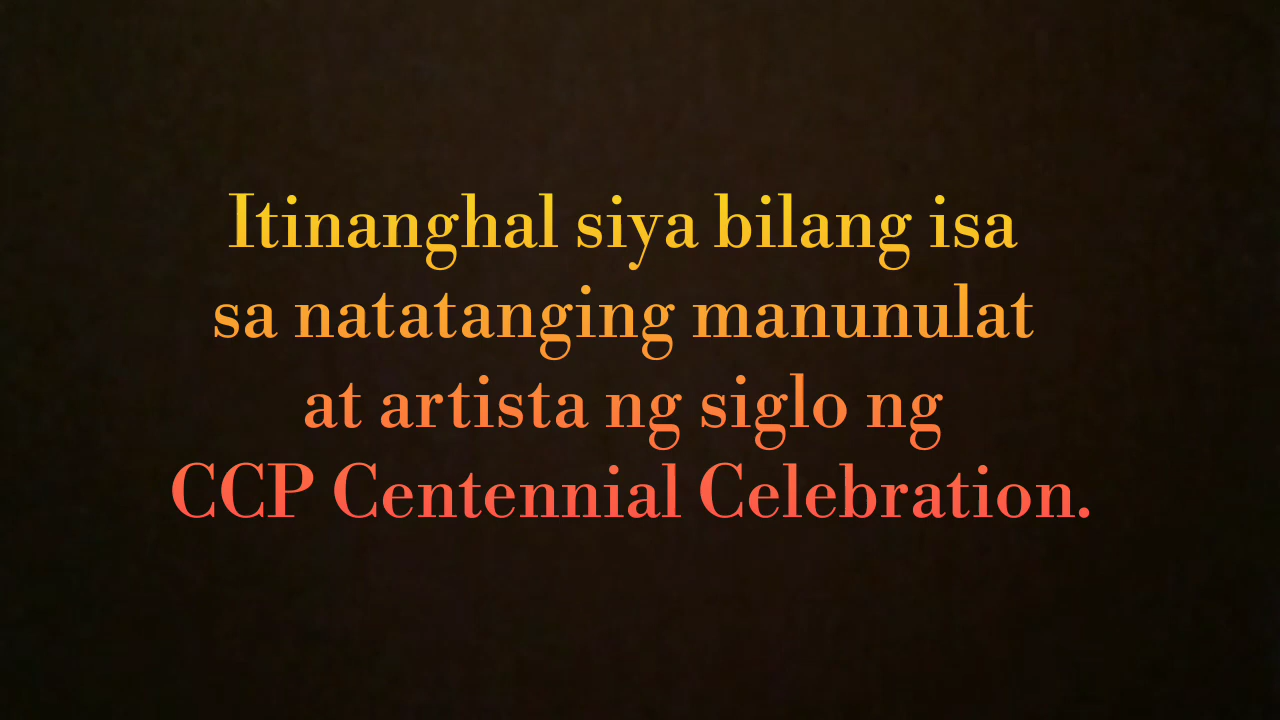 Itinanghal siya bilang isa
sa natatanging manunulat
at artista ng siglo ng
CCP Centennial Celebration.